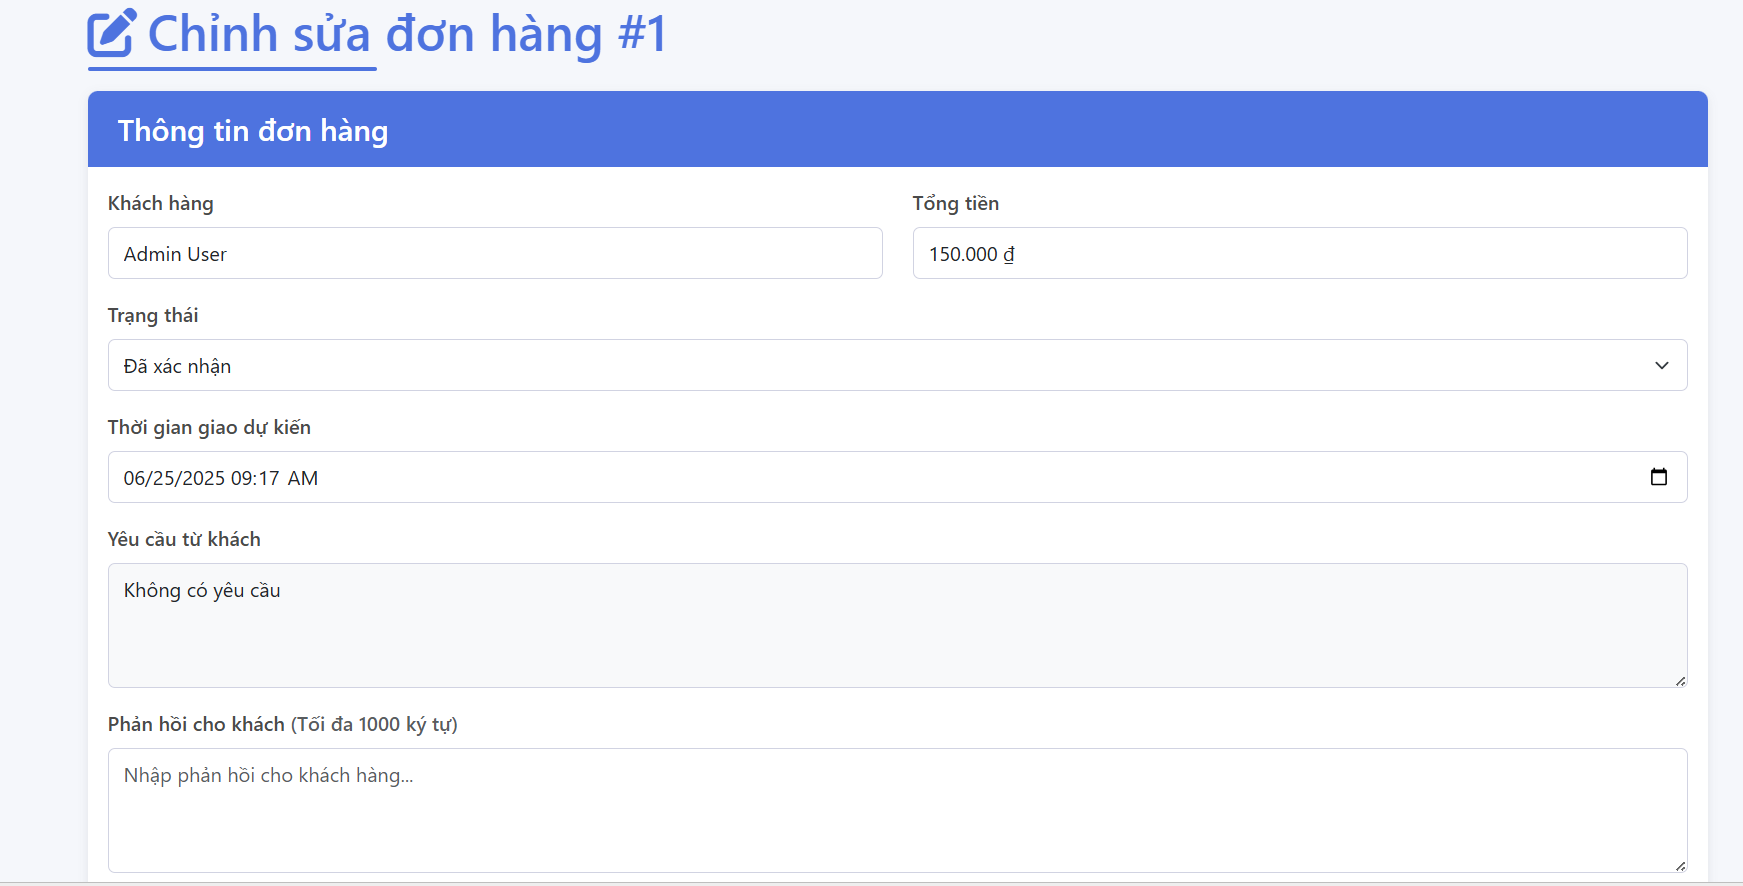 Chỉnh sửa đơn hàng #1
Thông tin đơn hàng
Khách hàng
Admin User
Tổng tiền
150.000 ₫
Trạng thái
Đã xác nhận
Thời gian giao dự kiến
06/25/2025 09:17 AM
Yêu cầu từ khách
Không có yêu cầu
Phản hồi cho khách (Tối đa 1000 ký tự)
Nhập phản hồi cho khách hàng...